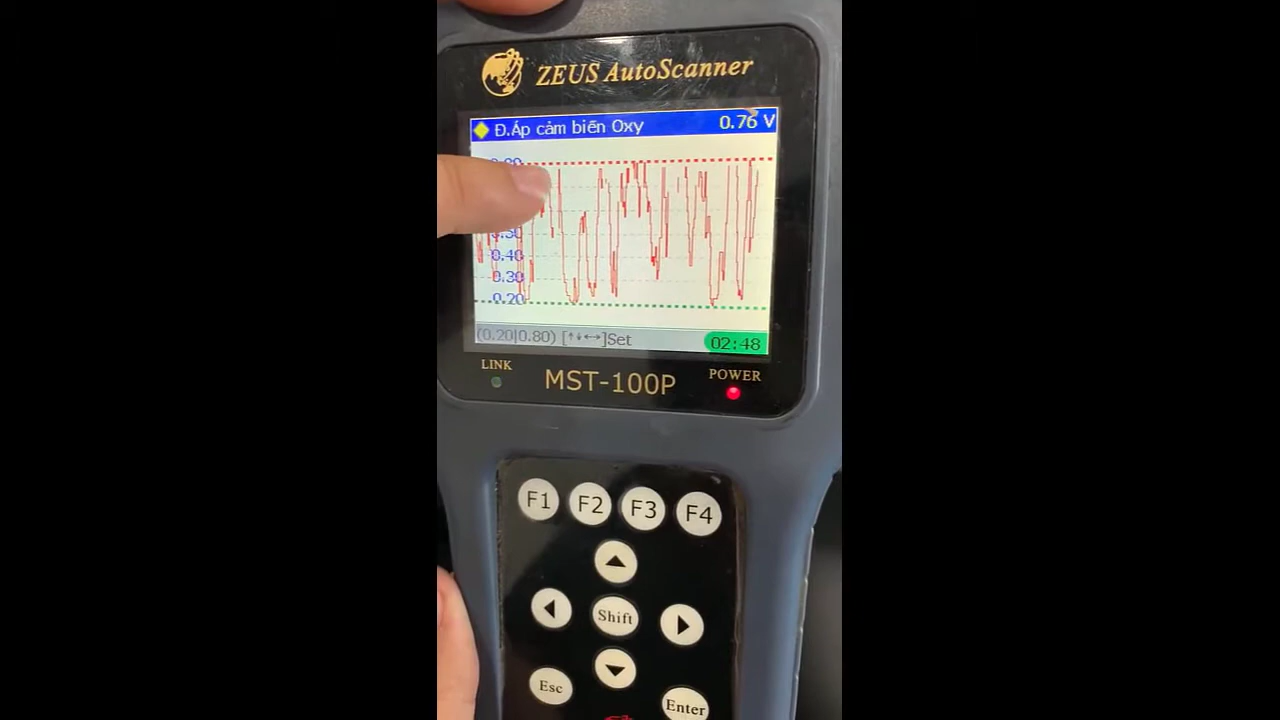 ZEUS AutoScanner
Đ.Áp cảm biến Oxy 0.76 V
0.40
0.30
0.20
(0.20|0.80) [↑↓↔]Set
02:48
LINK
MST-100P
POWER
F1 F2 F3 F4
Shift
Esc
Enter